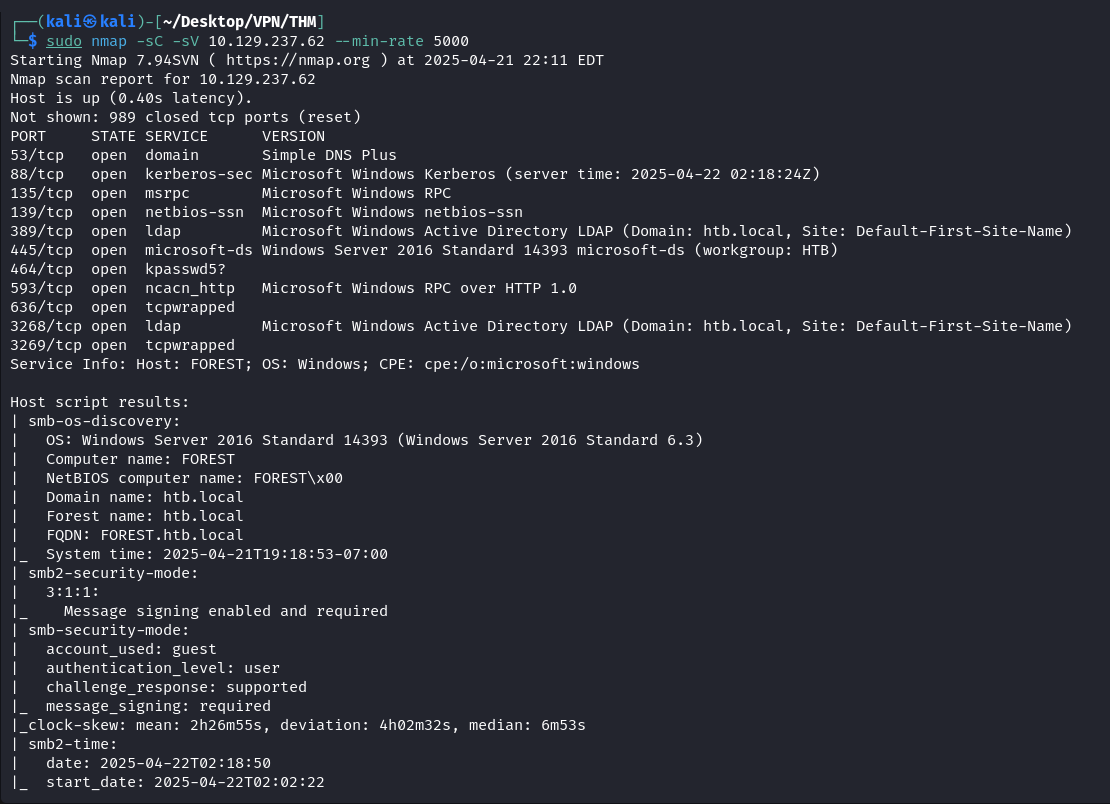 ┌──(kali㉿kali)-[~/Desktop/VPN/THM]
└─$ sudo nmap -sC -sV 10.129.237.62 --min-rate 5000
Starting Nmap 7.94SVN ( https://nmap.org ) at 2025-04-21 22:11 EDT
Nmap scan report for 10.129.237.62
Host is up (0.40s latency).
Not shown: 989 closed tcp ports (reset)
PORT     STATE SERVICE      VERSION
53/tcp   open  domain       Simple DNS Plus
88/tcp   open  kerberos-sec Microsoft Windows Kerberos (server time: 2025-04-22 02:18:24Z)
135/tcp  open  msrpc        Microsoft Windows RPC
139/tcp  open  netbios-ssn  Microsoft Windows netbios-ssn
389/tcp  open  ldap         Microsoft Windows Active Directory LDAP (Domain: htb.local, Site: Default-First-Site-Name)
445/tcp  open  microsoft-ds Windows Server 2016 Standard 14393 microsoft-ds (workgroup: HTB)
464/tcp  open  kpasswd5?
593/tcp  open  ncacn_http   Microsoft Windows RPC over HTTP 1.0
636/tcp  open  tcpwrapped
3268/tcp open  ldap         Microsoft Windows Active Directory LDAP (Domain: htb.local, Site: Default-First-Site-Name)
3269/tcp open  tcpwrapped
Service Info: Host: FOREST; OS: Windows; CPE: cpe:/o:microsoft:windows

Host script results:
| smb-os-discovery:
|   OS: Windows Server 2016 Standard 14393 (Windows Server 2016 Standard 6.3)
|   Computer name: FOREST
|   NetBIOS computer name: FOREST\x00
|   Domain name: htb.local
|   Forest name: htb.local
|   FQDN: FOREST.htb.local
|_  System time: 2025-04-21T19:18:53-07:00
| smb2-security-mode:
|   3:1:1:
|_    Message signing enabled and required
| smb-security-mode:
|   account_used: guest
|   authentication_level: user
|   challenge_response: supported
|_  message_signing: required
|_clock-skew: mean: 2h26m55s, deviation: 4h02m32s, median: 6m53s
| smb2-time:
|   date: 2025-04-22T02:18:50
|_  start_date: 2025-04-22T02:02:22